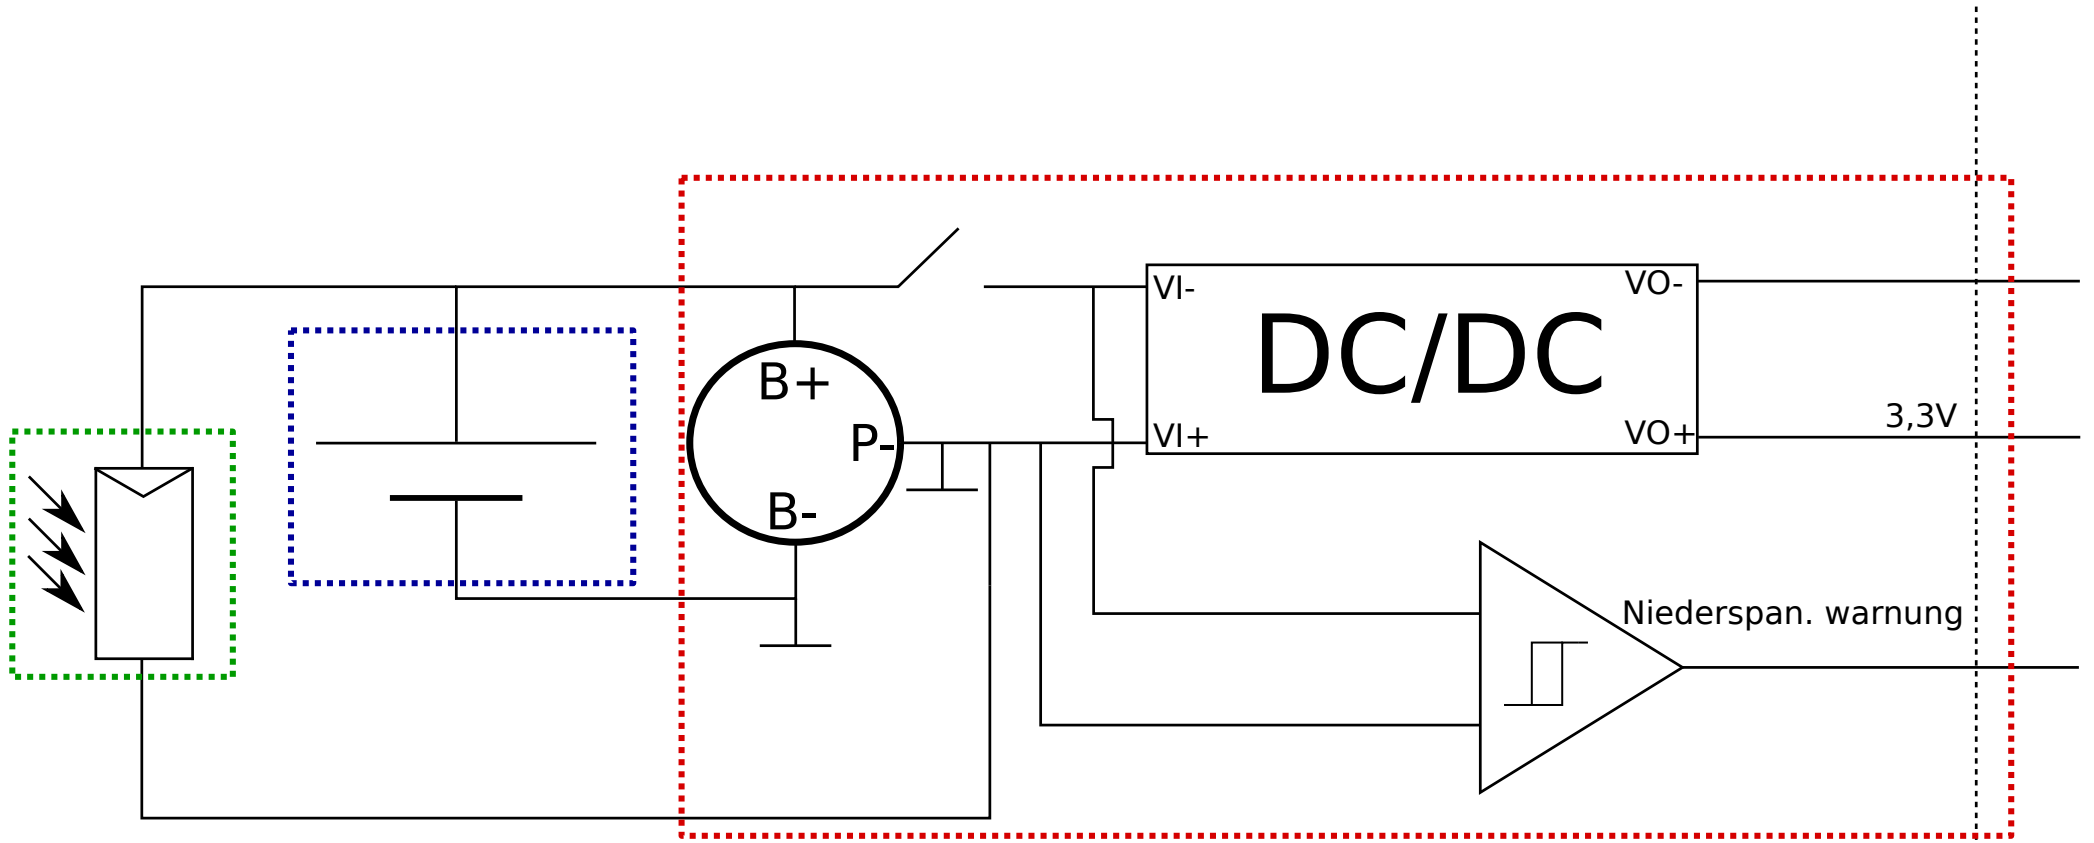 VI-
VO-
B+
DC/DC
P-
VI+
VO+
3,3V
B-
Niederspan. warnung